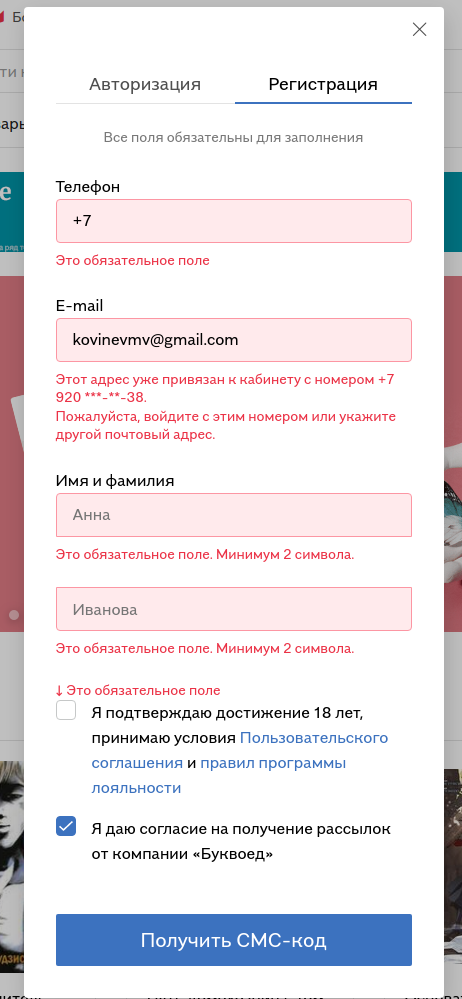 Авторизация
Регистрация
Все поля обязательны для заполнения
Телефон
+7
Это обязательное поле
E-mail
kovinevmv@gmail.com
Этот адрес уже привязан к кабинету с номером +7
920 ***-**-38.
Пожалуйста, войдите с этим номером или укажите
другой почтовый адрес.
Имя и фамилия
Анна
Это обязательное поле. Минимум 2 символа.
Иванова
Это обязательное поле. Минимум 2 символа.
↓ Это обязательное поле
Я подтверждаю достижение 18 лет,
принимаю условия Пользовательского
соглашения и правил программы
лояльности
Я даю согласие на получение рассылок
от компании «Буквоед»
Получить СМС-код